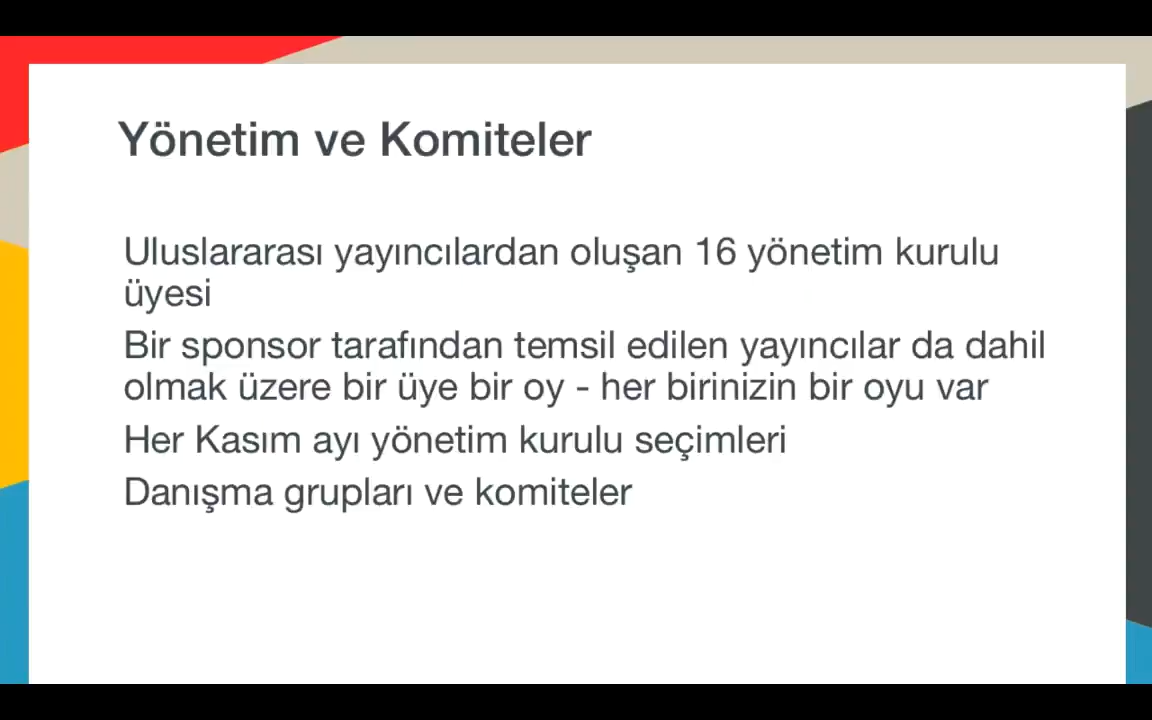 Yönetim ve Komiteler
Uluslararası yayıncılardan oluşan 16 yönetim kurulu
üyesi
Bir sponsor tarafından temsil edilen yayıncılar da dahil
olmak üzere bir üye bir oy - her birinizin bir oyu var
Her Kasım ayı yönetim kurulu seçimleri
Danışma grupları ve komiteler